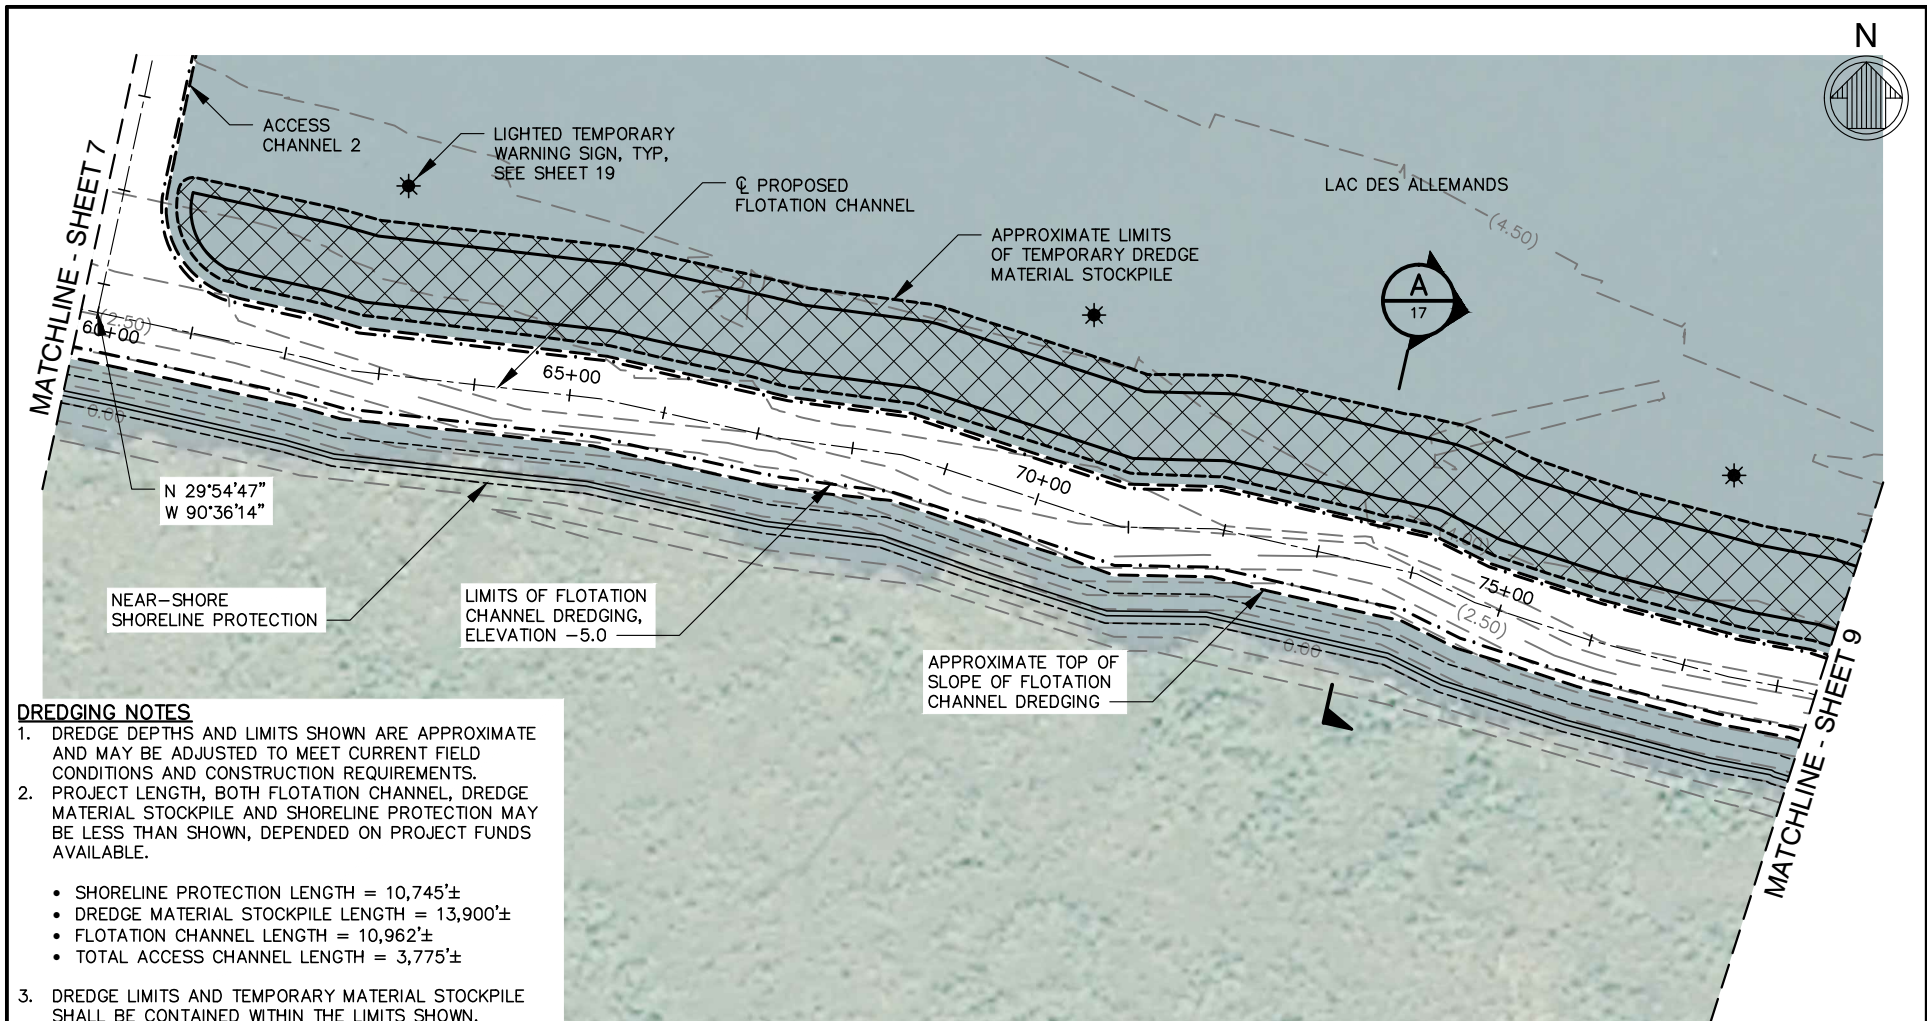 N
ACCESS
CHANNEL 2
LIGHTED TEMPORARY
WARNING SIGN, TYP,
SEE SHEET 19
℄ PROPOSED
FLOTATION CHANNEL
LAC DES ALLEMANDS
(4.50)
APPROXIMATE LIMITS
OF TEMPORARY DREDGE
MATERIAL STOCKPILE
A
17
MATCHLINE - SHEET 7
(2.50)
60+00
65+00
70+00
75+00
(2.50)
0.00
0.00
N 29°54'47"
W 90°36'14"
NEAR-SHORE
SHORELINE PROTECTION
LIMITS OF FLOTATION
CHANNEL DREDGING,
ELEVATION -5.0
APPROXIMATE TOP OF
SLOPE OF FLOTATION
CHANNEL DREDGING
MATCHLINE - SHEET 9
DREDGING NOTES
1. DREDGE DEPTHS AND LIMITS SHOWN ARE APPROXIMATE
AND MAY BE ADJUSTED TO MEET CURRENT FIELD
CONDITIONS AND CONSTRUCTION REQUIREMENTS.
2. PROJECT LENGTH, BOTH FLOTATION CHANNEL, DREDGE
MATERIAL STOCKPILE AND SHORELINE PROTECTION MAY
BE LESS THAN SHOWN, DEPENDED ON PROJECT FUNDS
AVAILABLE.
• SHORELINE PROTECTION LENGTH = 10,745'±
• DREDGE MATERIAL STOCKPILE LENGTH = 13,900'±
• FLOTATION CHANNEL LENGTH = 10,962'±
• TOTAL ACCESS CHANNEL LENGTH = 3,775'±
3. DREDGE LIMITS AND TEMPORARY MATERIAL STOCKPILE
SHALL BE CONTAINED WITHIN THE LIMITS SHOWN.